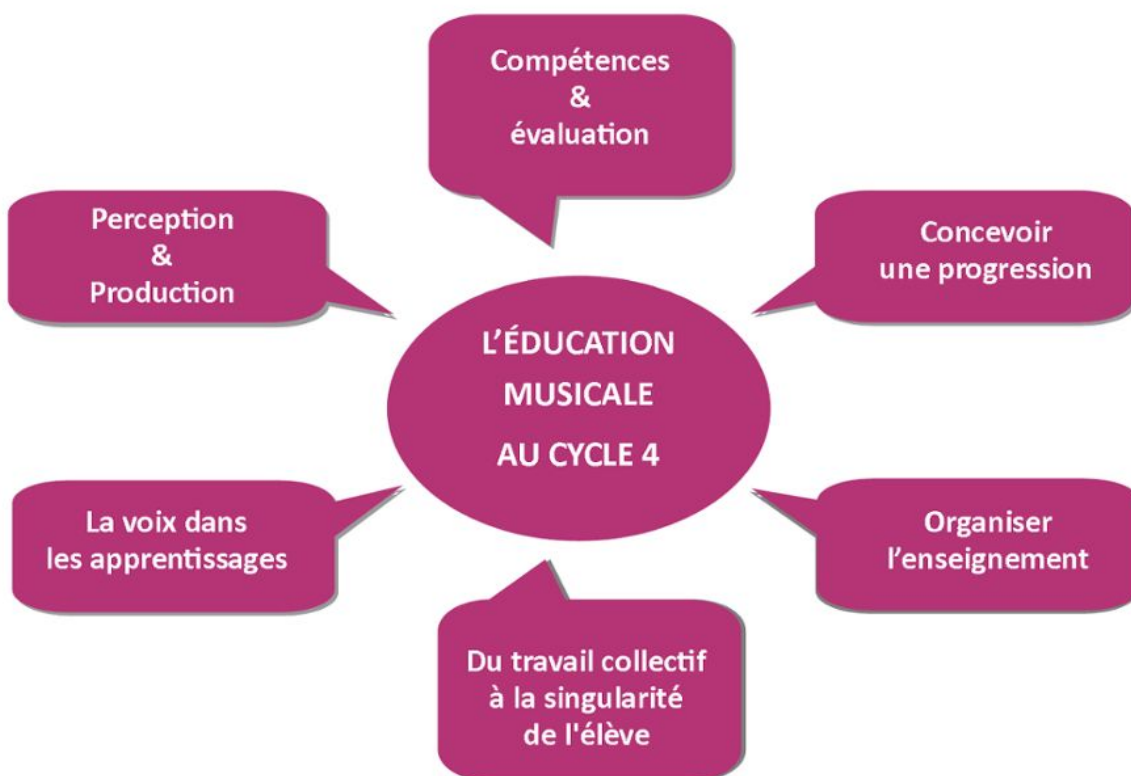 Compétences
&
évaluation
Perception
&
Production
Concevoir
une progression
L’ÉDUCATION
MUSICALE
AU CYCLE 4
La voix dans
les apprentissages
Organiser
l’enseignement
Du travail collectif
à la singularité
de l'élève